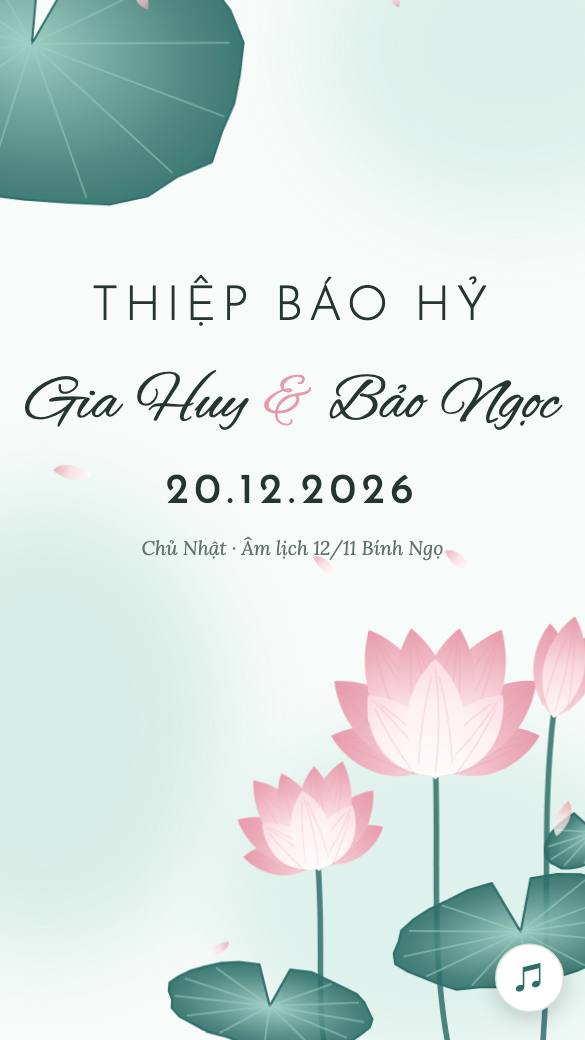 THIỆP BÁO HỶ
Gia Huy & Bảo Ngọc
20.12.2026
Chủ Nhật · Âm lịch 12/11 Bính Ngọ